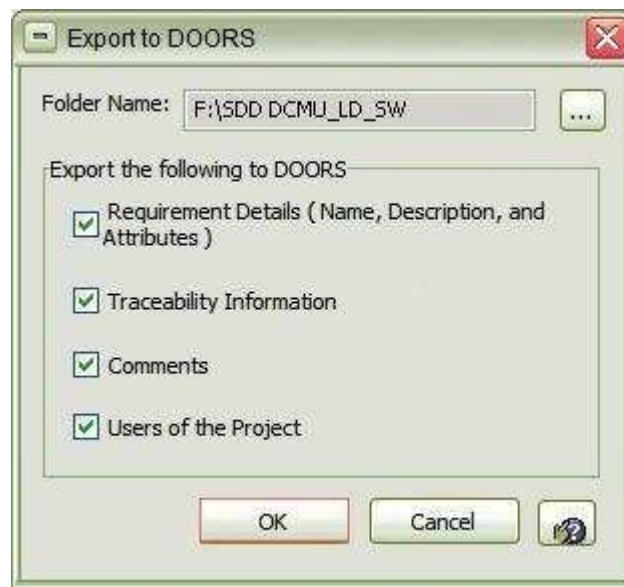 Export to DOORS
Folder Name: F:\SDD DCMU_LD_SW ...
Export the following to DOORS
Requirement Details ( Name, Description, and
Attributes )
Traceability Information
Comments
Users of the Project
OK Cancel ?